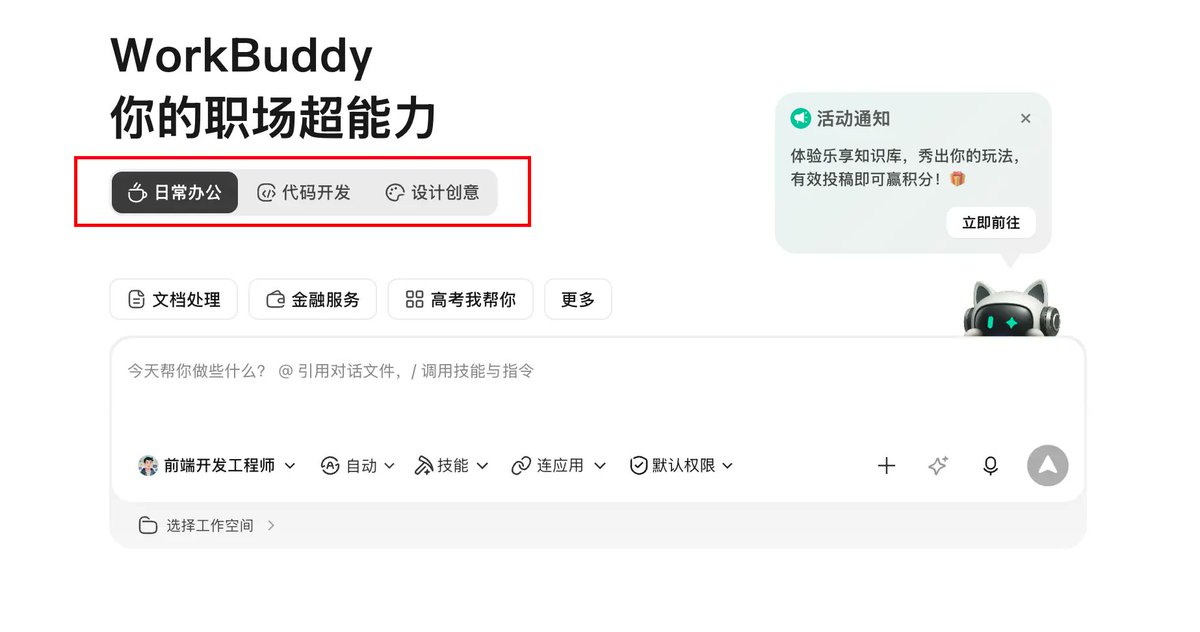 WorkBuddy
你的职场超能力
日常办公 代码开发 设计创意
活动通知
体验乐享知识库，秀出你的玩法，
有效投稿即可赢积分！
立即前往
文档处理 金融服务 高考我帮你 更多
今天帮你做些什么？ @ 引用对话文件，/ 调用技能与指令
前端开发工程师 自动 技能 连应用 默认权限
选择工作空间